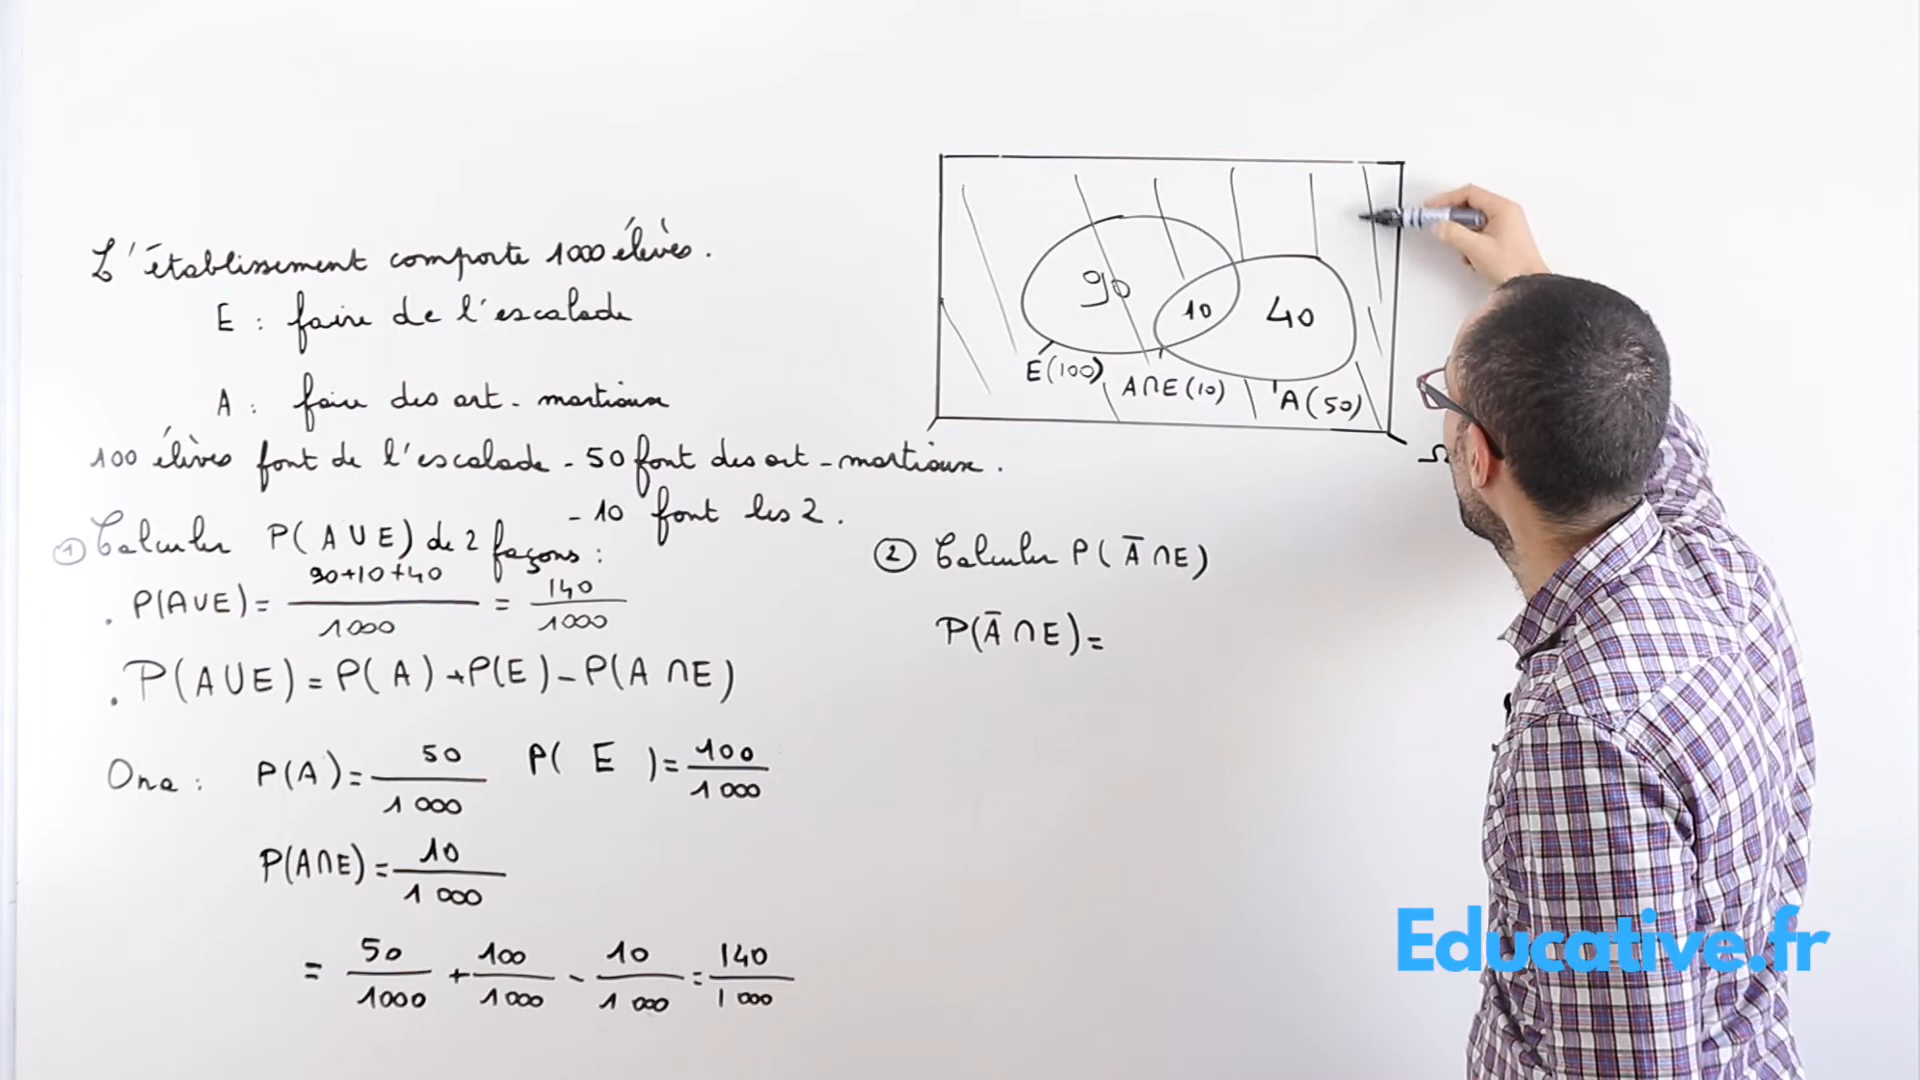 L'établissement comporte 1000 élèves.
E : faire de l'escalade
A : faire des art-martiaux
100 élèves font de l'escalade - 50 font des art-martiaux.
- 10 font les 2.
① Calculer P(A∪E) de 2 façons :
. P(A∪E) = 90+10+40 / 1000 = 140 / 1000
. P(A∪E) = P(A) + P(E) - P(A∩E)
On a : P(A) = 50 / 1000 P( E ) = 100 / 1000
P(A∩E) = 10 / 1000
= 50 / 1000 + 100 / 1000 - 10 / 1000 = 140 / 1000
90
10
40
E(100)
A∩E(10)
A(50)
Ω
② Calculer P(Ā∩E)
P(Ā∩E) =
Educative.fr